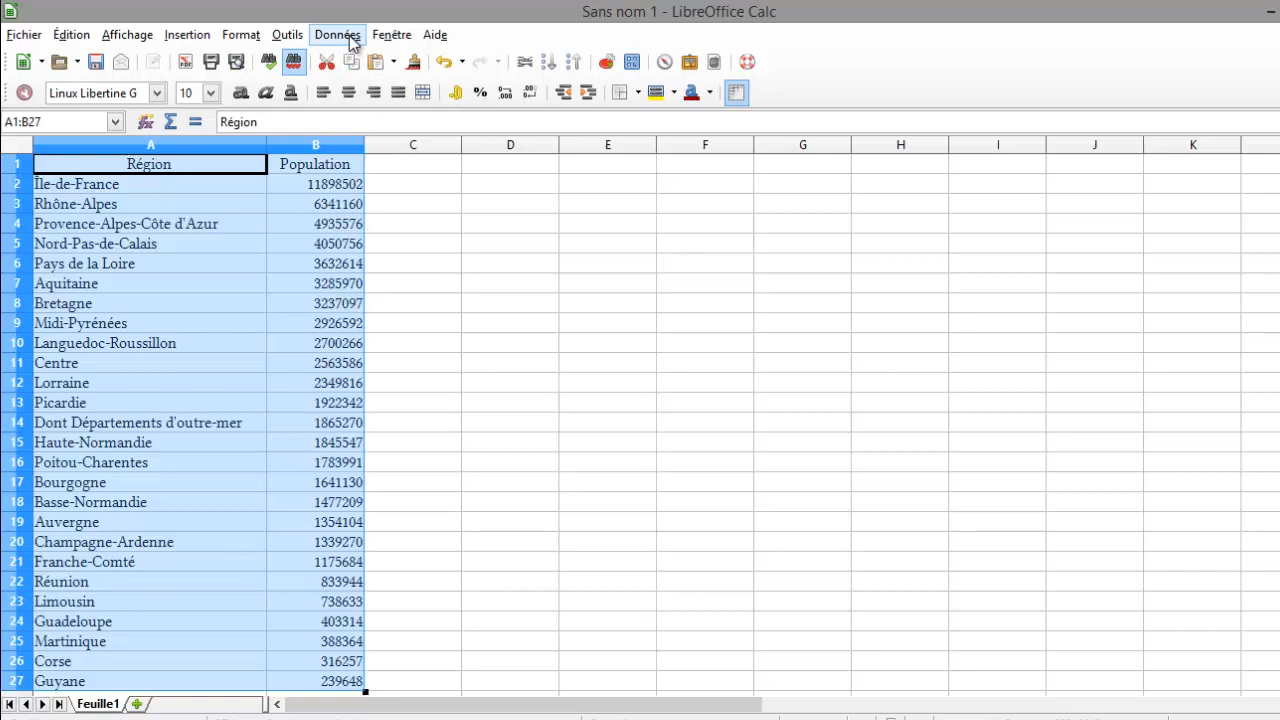 Sans nom 1 - LibreOffice Calc
Fichier Édition Affichage Insertion Format Outils Données Fenêtre Aide
Linux Libertine G 10
A1:B27 Région
A B C D E F G H I J K
1 Région Population
2 Île-de-France 11898502
3 Rhône-Alpes 6341160
4 Provence-Alpes-Côte d'Azur 4935576
5 Nord-Pas-de-Calais 4050756
6 Pays de la Loire 3632614
7 Aquitaine 3285970
8 Bretagne 3237097
9 Midi-Pyrénées 2926592
10 Languedoc-Roussillon 2700266
11 Centre 2563586
12 Lorraine 2349816
13 Picardie 1922342
14 Dont Départements d'outre-mer 1865270
15 Haute-Normandie 1845547
16 Poitou-Charentes 1783991
17 Bourgogne 1641130
18 Basse-Normandie 1477209
19 Auvergne 1354104
20 Champagne-Ardenne 1339270
21 Franche-Comté 1175684
22 Réunion 833944
23 Limousin 738633
24 Guadeloupe 403314
25 Martinique 388364
26 Corse 316257
27 Guyane 239648
Feuille1